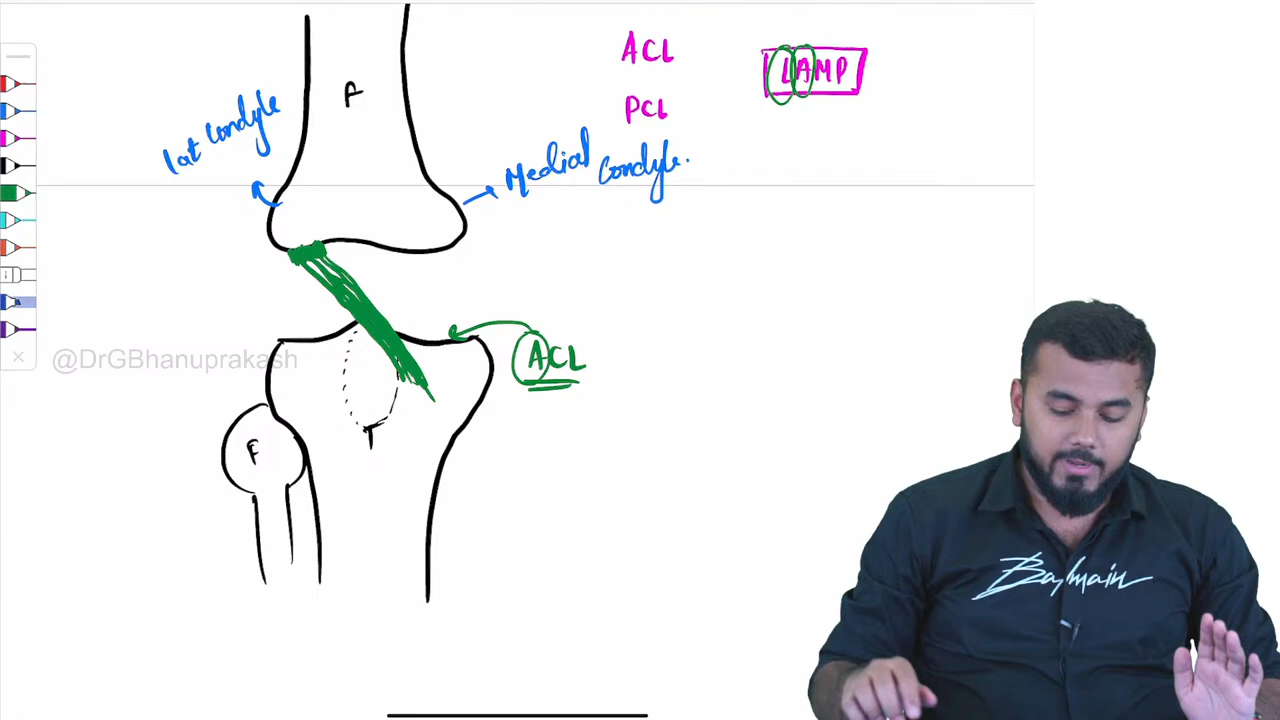 ACL
LAMP
PCL
F
lat Condyle
Medial Condyle.
@DrGBhanuprakash
ACL
F
T
Balmain